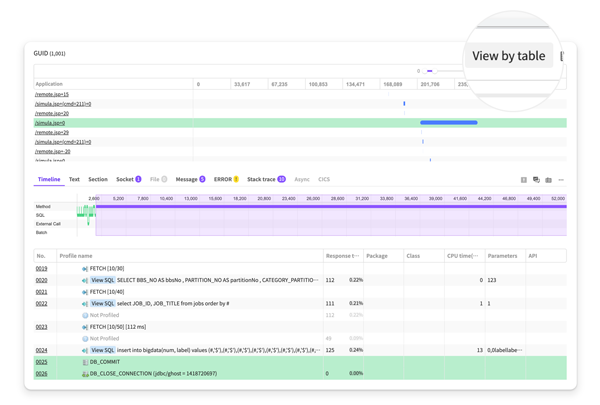 GUID (1,001)
View by table
0
Application 0 33,617 67,235 100,853 134,471 168,089 201,706 235,
/remote.jsp+15
/simula.jsp+(cmd=211)=0
/remote.jsp=20
/simula.jsp=0
/remote.jsp=29
/simula.jsp+(cmd=211)=0
/remote.jsp=-20
/simula.jsp=0
Timeline Text Section Socket 1 File 0 Message 5 ERROR 1 Stack trace 10 Async CICS
2,600 5,200 7,800 10,400 13,000 15,600 18,200 20,800 23,400 26,000 28,600 31,200 33,800 36,400 39,000 41,600 44,200 46,800 49,400 52,000
Method
SQL
External Call
Batch
No. Profile name Response t··· Package Class CPU time(··· Parameters API
0019 FETCH [10/30]
0020 View SQL SELECT BBS_NO AS bbsNo , PARTITION_NO AS partitionNo , CATEGORY_PARTITIO··· 112 0.22% 0 123
0021 FETCH [10/40]
0022 View SQL select JOB_ID, JOB_TITLE from jobs order by # 111 0.21% 1 1
Not Profiled 112 0.22%
0023 FETCH [10/50] [112 ms]
Not Profiled 49 0.09%
0024 View SQL insert into bigdata(num, label) values (#,'$'),(#,'$'),(#,'$'),(#,'$'),(#,'$'),(#,'$'),(#,'$'),(#,··· 125 0.24% 13 0,0labellabe···
0025 DB_COMMIT
0026 DB_CLOSE_CONNECTION (jdbc/ghost = 1418720697) 0 0.00%